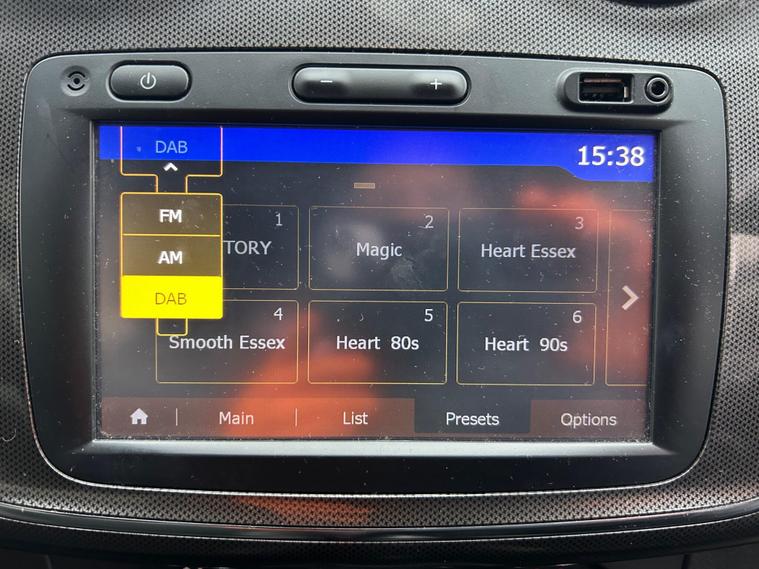 − +
DAB
15:38
FM
AM
DAB
1
TORY
2
Magic
3
Heart Essex
4
Smooth Essex
5
Heart 80s
6
Heart 90s
Main
List
Presets
Options